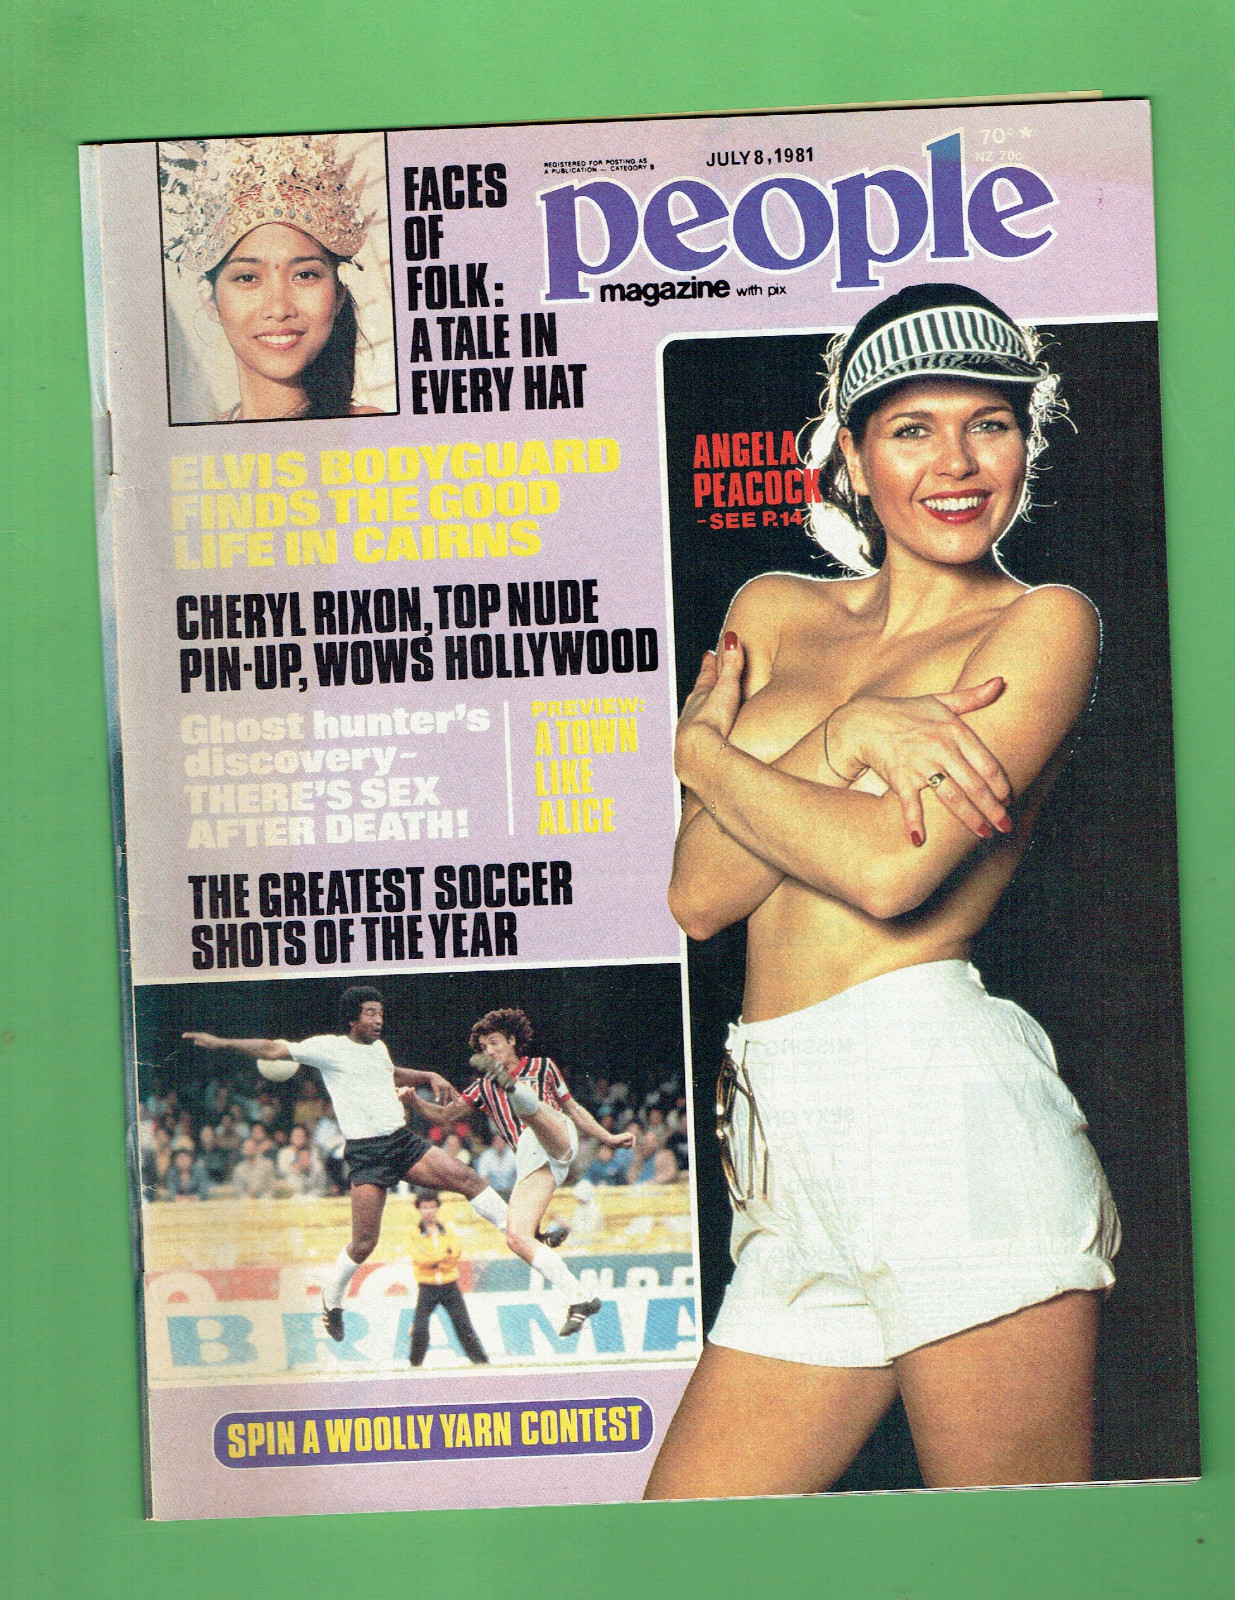 REGISTERED FOR POSTING AS
A PUBLICATION — CATEGORY B
JULY 8, 1981
70c *
NZ 70c
people
magazine with pix
FACES
OF
FOLK:
A TALE IN
EVERY HAT
ELVIS BODYGUARD
FINDS THE GOOD
LIFE IN CAIRNS
CHERYL RIXON, TOP NUDE
PIN-UP, WOWS HOLLYWOOD
Ghost hunter's
discovery~
THERE'S SEX
AFTER DEATH!
PREVIEW:
A TOWN
LIKE
ALICE
THE GREATEST SOCCER
SHOTS OF THE YEAR
ANGELA
PEACOCK
-SEE P.14
BRAMA
SPIN A WOOLLY YARN CONTEST